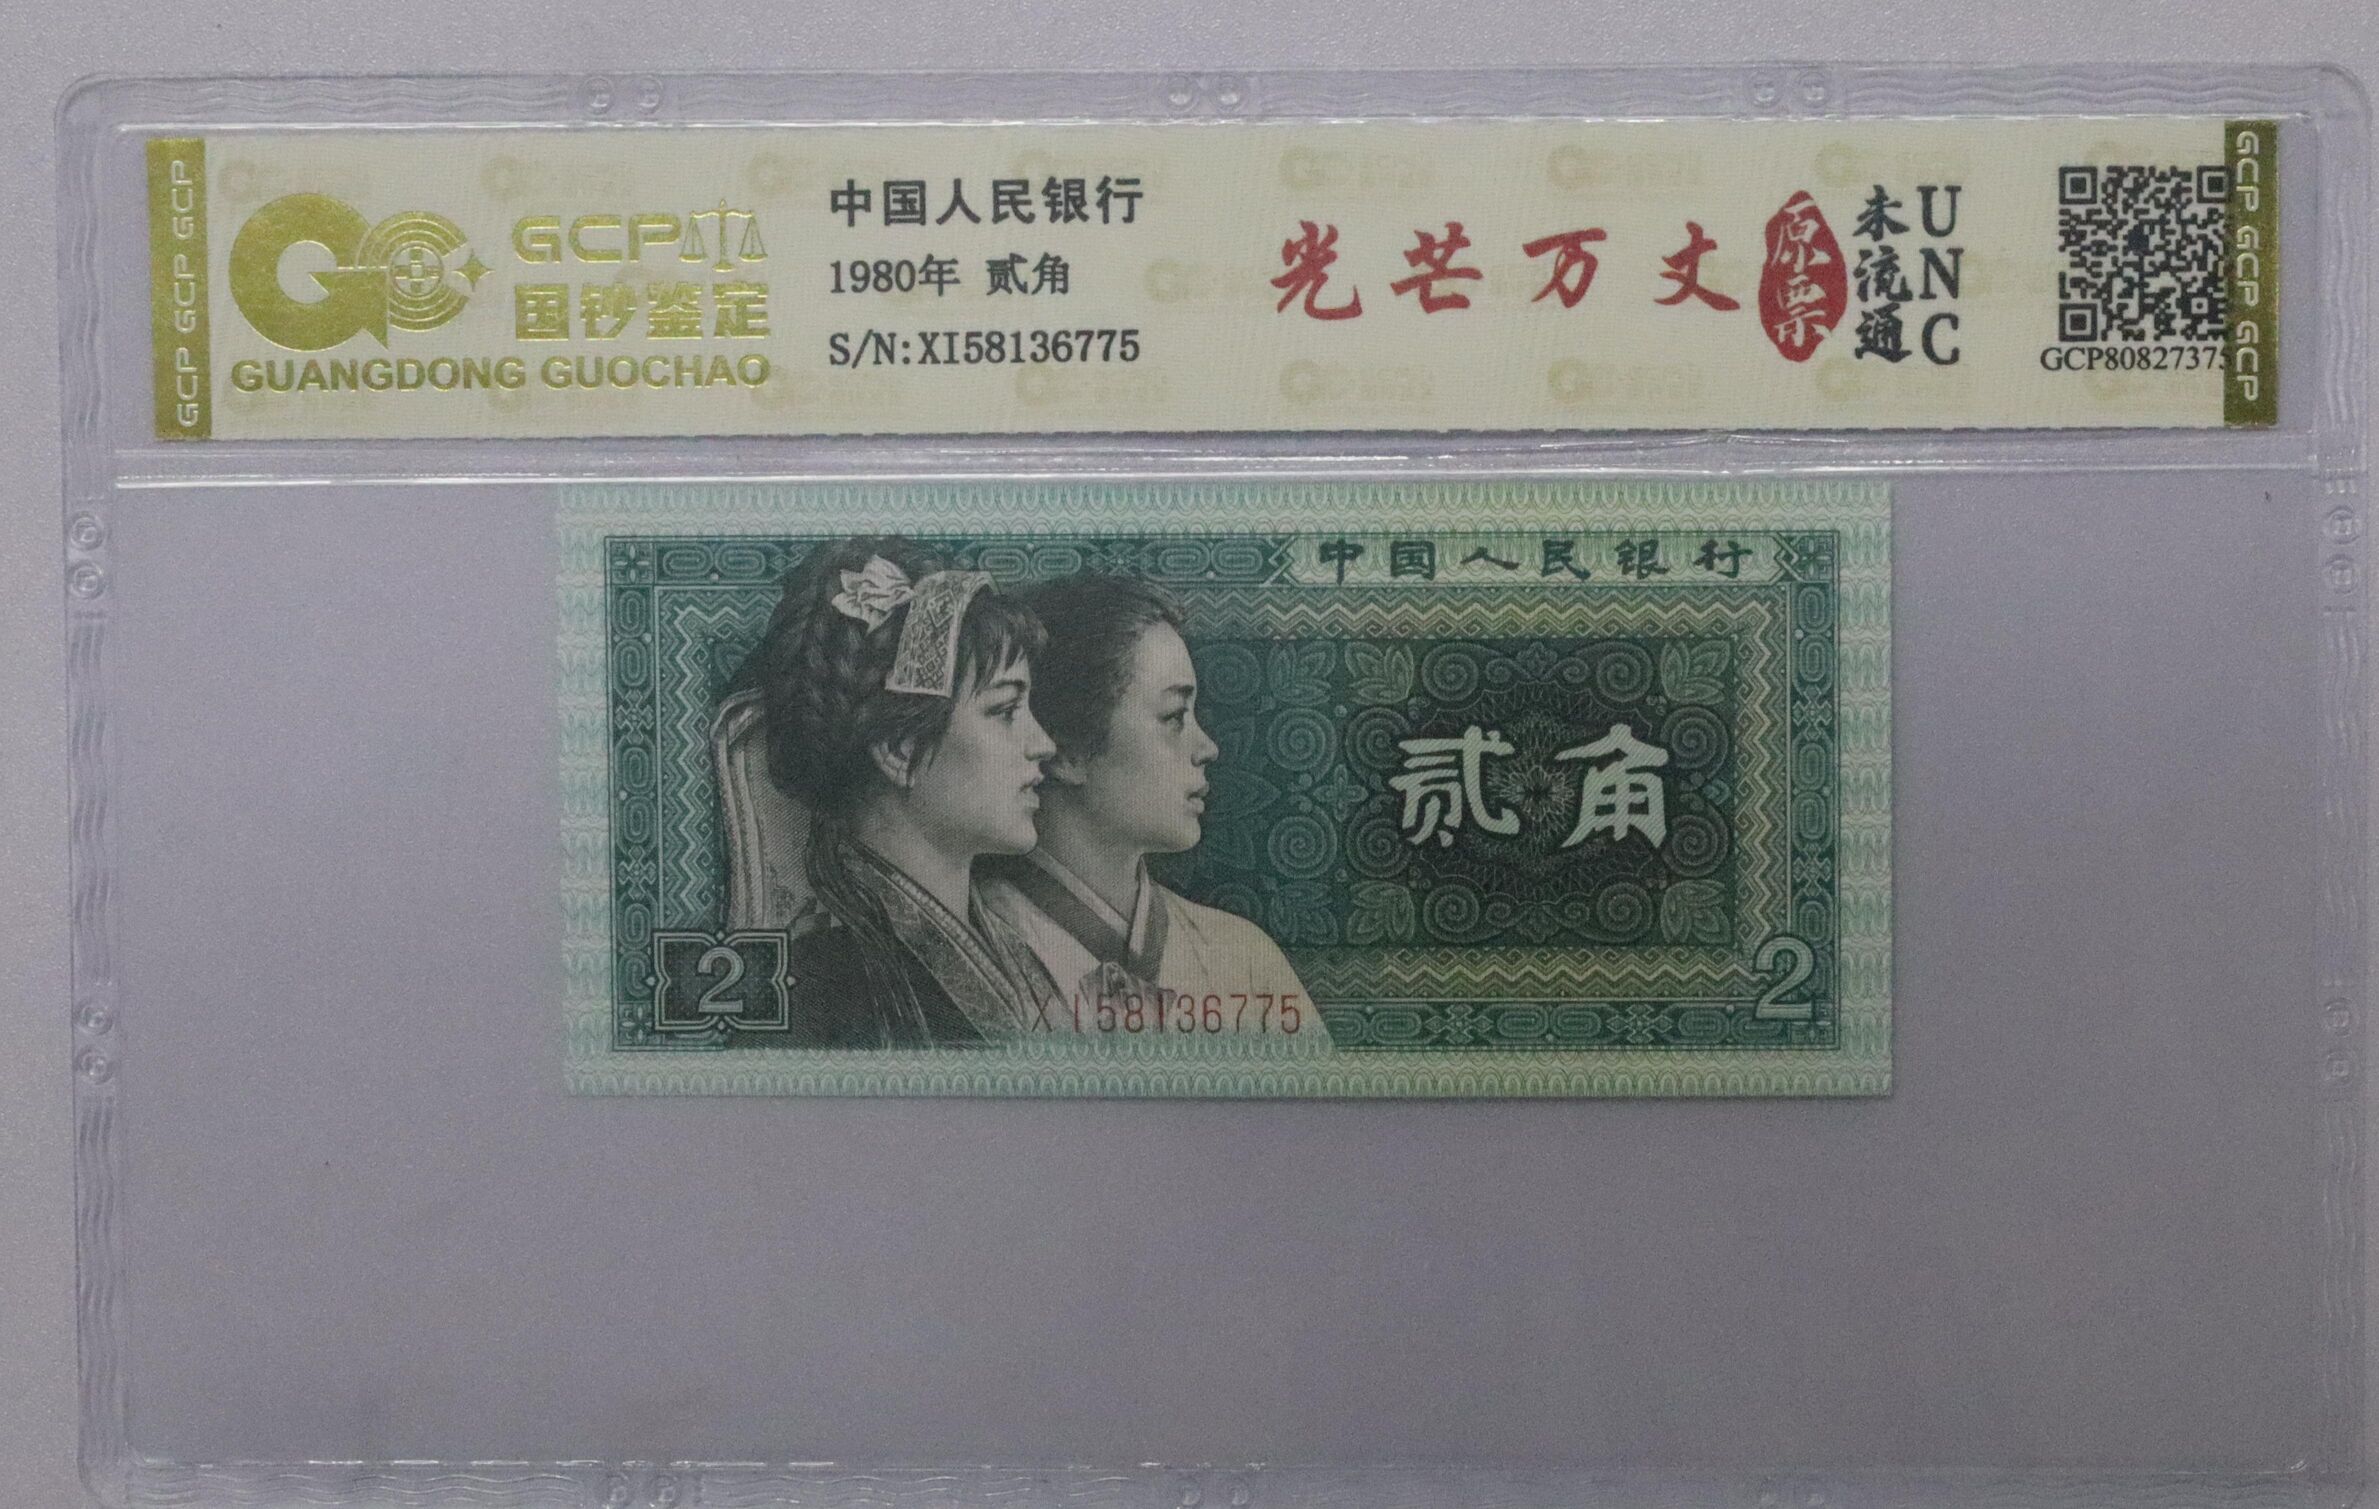 GCP GCP GCP
GCP
国钞鉴定
GUANGDONG GUOCHAO
中国人民银行
1980年 贰角
S/N:XI58136775
光芒万丈
原票
未流通
UNC
GCP8082737
GCP GCP GCP
中国人民银行
贰角
2
2
XI58136775